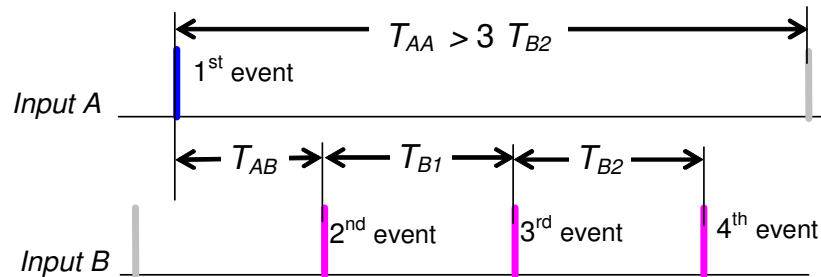 T_AA > 3 T_B2
1st event
Input A
T_AB T_B1 T_B2
2nd event 3rd event 4th event
Input B